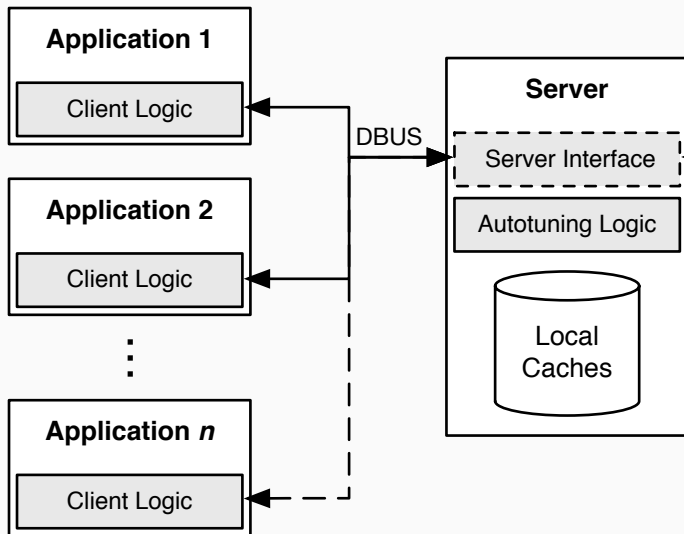 Application 1
Client Logic
Application 2
Client Logic
Application n
Client Logic
DBUS
Server
Server Interface
Autotuning Logic
Local
Caches